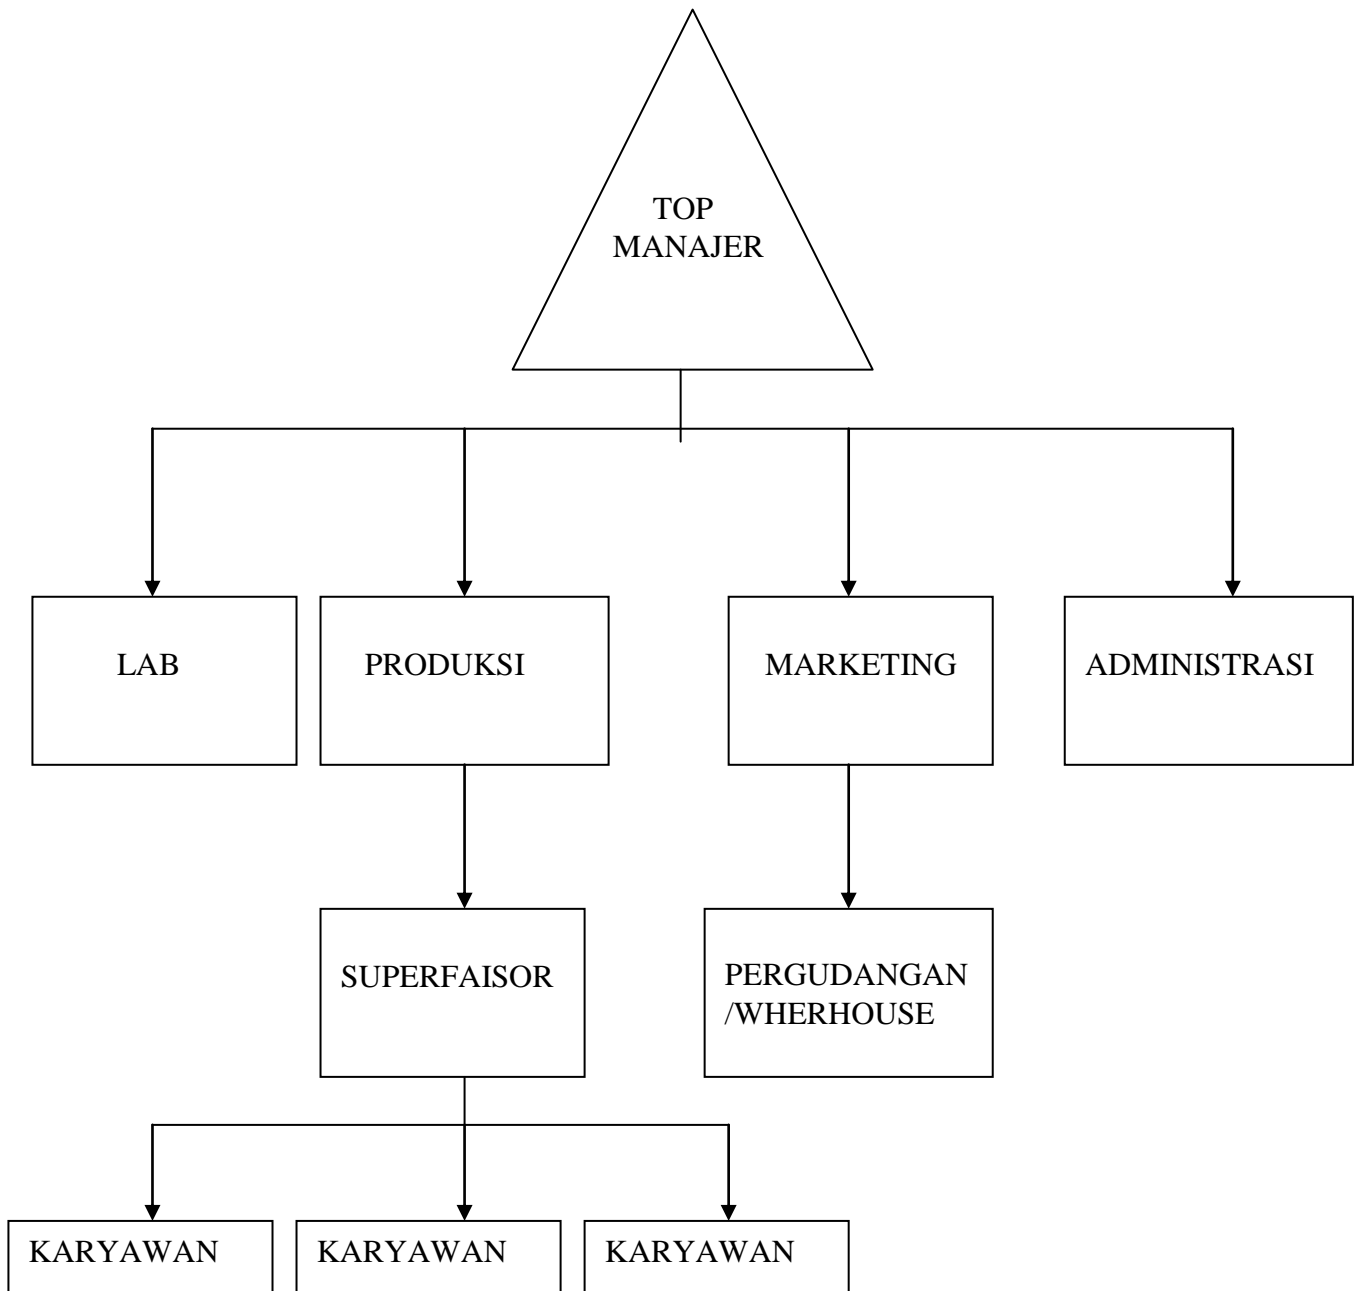 TOP
MANAJER
LAB
PRODUKSI
MARKETING
ADMINISTRASI
SUPERFAISOR
PERGUDANGAN
/WHERHOUSE
KARYAWAN
KARYAWAN
KARYAWAN